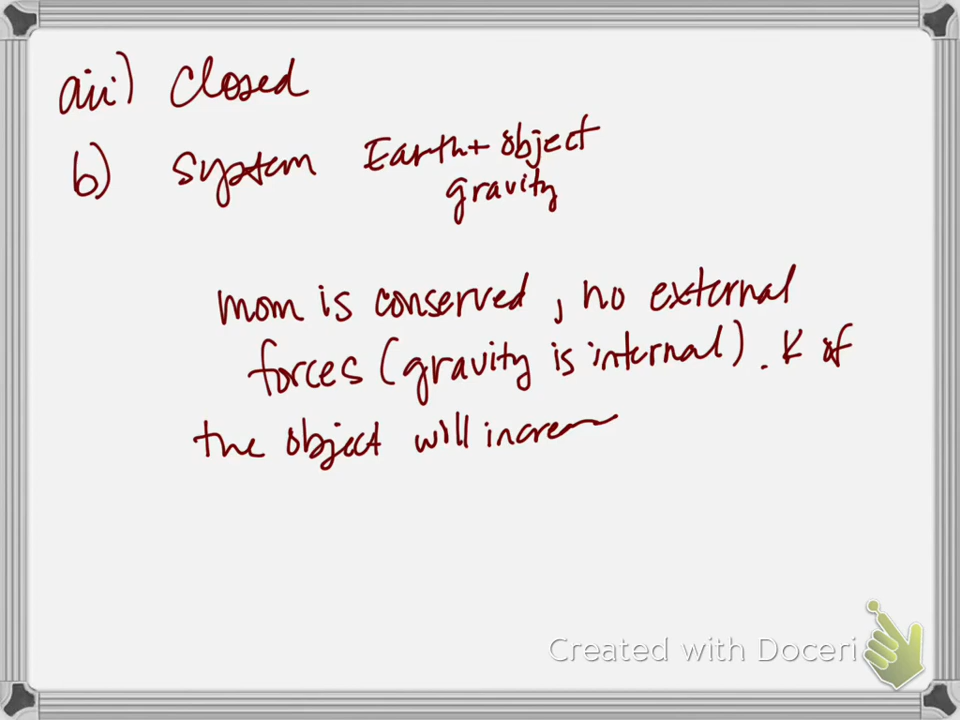 aiii) Closed
b) System Earth + object
gravity
mom is conserved, no external
forces (gravity is internal). K of
the object will increase
Created with Doceri